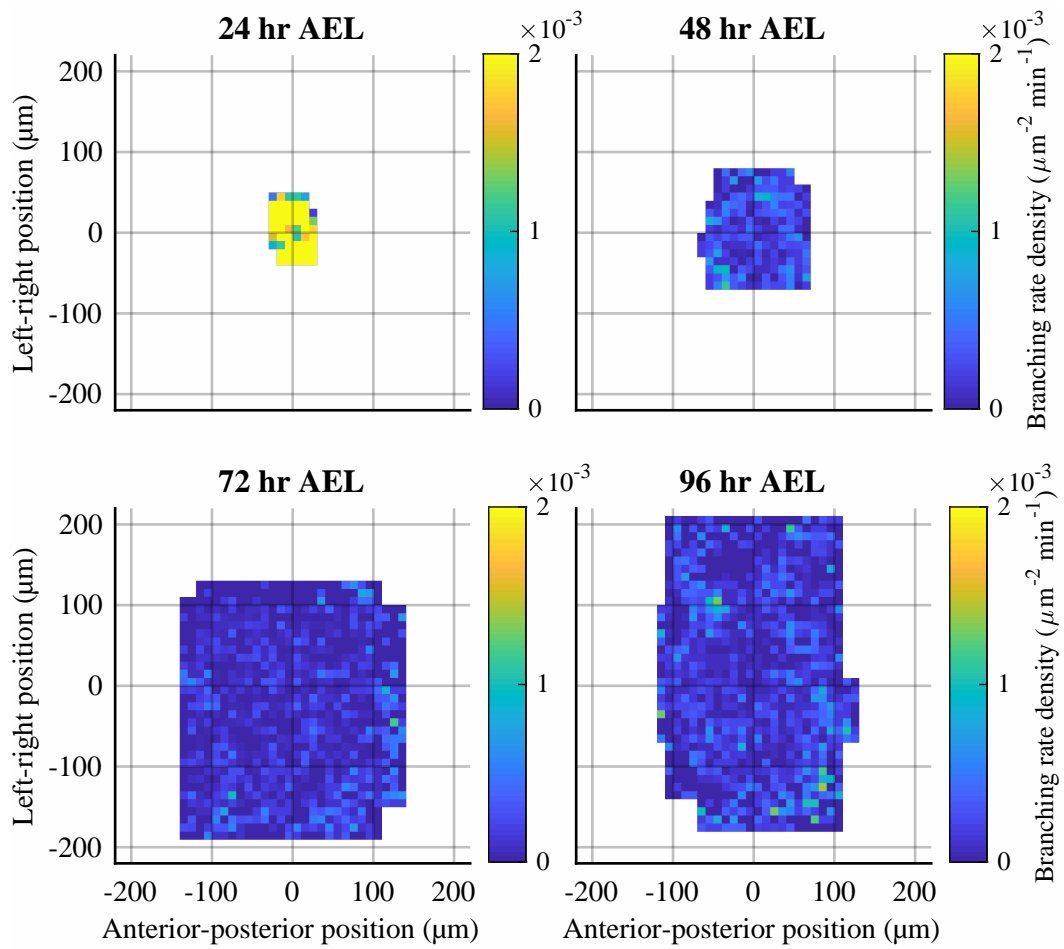 24 hr AEL
×10⁻³
48 hr AEL
×10⁻³
Left-right position (µm)
200
100
0
-100
-200
2
1
0
2
1
0
Branching rate density (µm⁻² min⁻¹)
72 hr AEL
×10⁻³
96 hr AEL
×10⁻³
Left-right position (µm)
200
100
0
-100
-200
2
1
0
2
1
0
Branching rate density (µm⁻² min⁻¹)
-200 -100 0 100 200
-200 -100 0 100 200
Anterior-posterior position (µm)
Anterior-posterior position (µm)